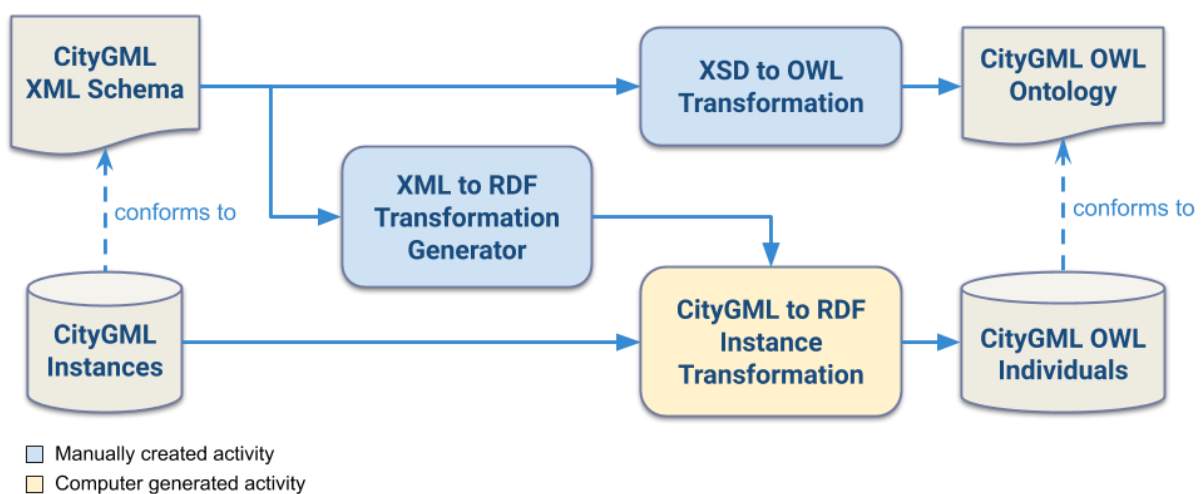 CityGML
XML Schema
XSD to OWL
Transformation
CityGML OWL
Ontology
XML to RDF
Transformation
Generator
conforms to
conforms to
CityGML
Instances
CityGML to RDF
Instance
Transformation
CityGML OWL
Individuals
Manually created activity
Computer generated activity